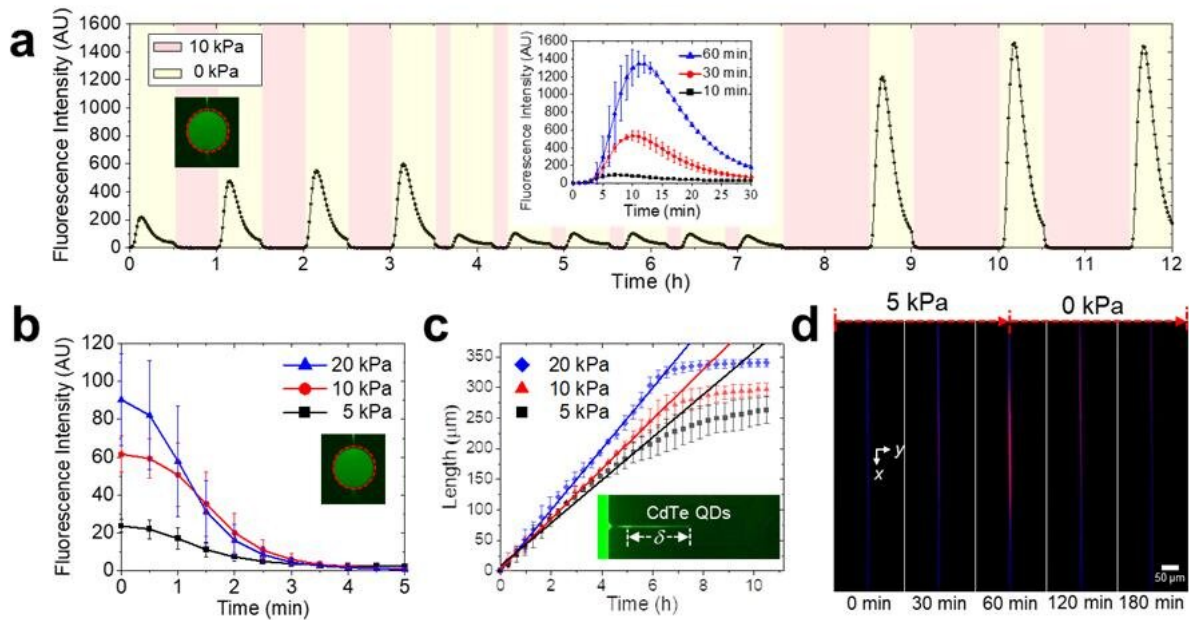 a
Fluorescence Intensity (AU)
1600
1400
1200
1000
800
600
400
200
0
10 kPa
0 kPa
0 1 2 3 4 5 6 7 8 9 10 11 12
Time (h)
Fluorescence Intensity (AU)
1600
1400
1200
1000
800
600
400
200
0
60 min
30 min
10 min
0 5 10 15 20 25 30
Time (min)
b
Fluorescence Intensity (AU)
120
100
80
60
40
20
0
20 kPa
10 kPa
5 kPa
0 1 2 3 4 5
Time (min)
c
Length (μm)
350
300
250
200
150
100
50
0
20 kPa
10 kPa
5 kPa
CdTe QDs
δ
0 2 4 6 8 10
Time (h)
d
5 kPa 0 kPa
y
x
50 μm
0 min 30 min 60 min 120 min 180 min